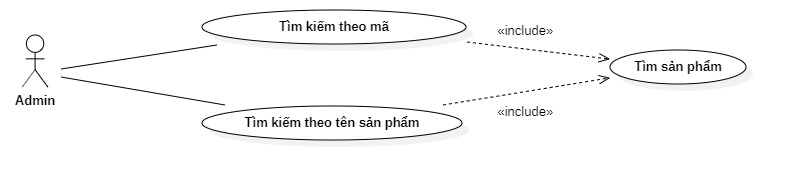 Tìm kiếm theo mã
«include»
Tìm sản phẩm
Admin
Tìm kiếm theo tên sản phẩm
«include»